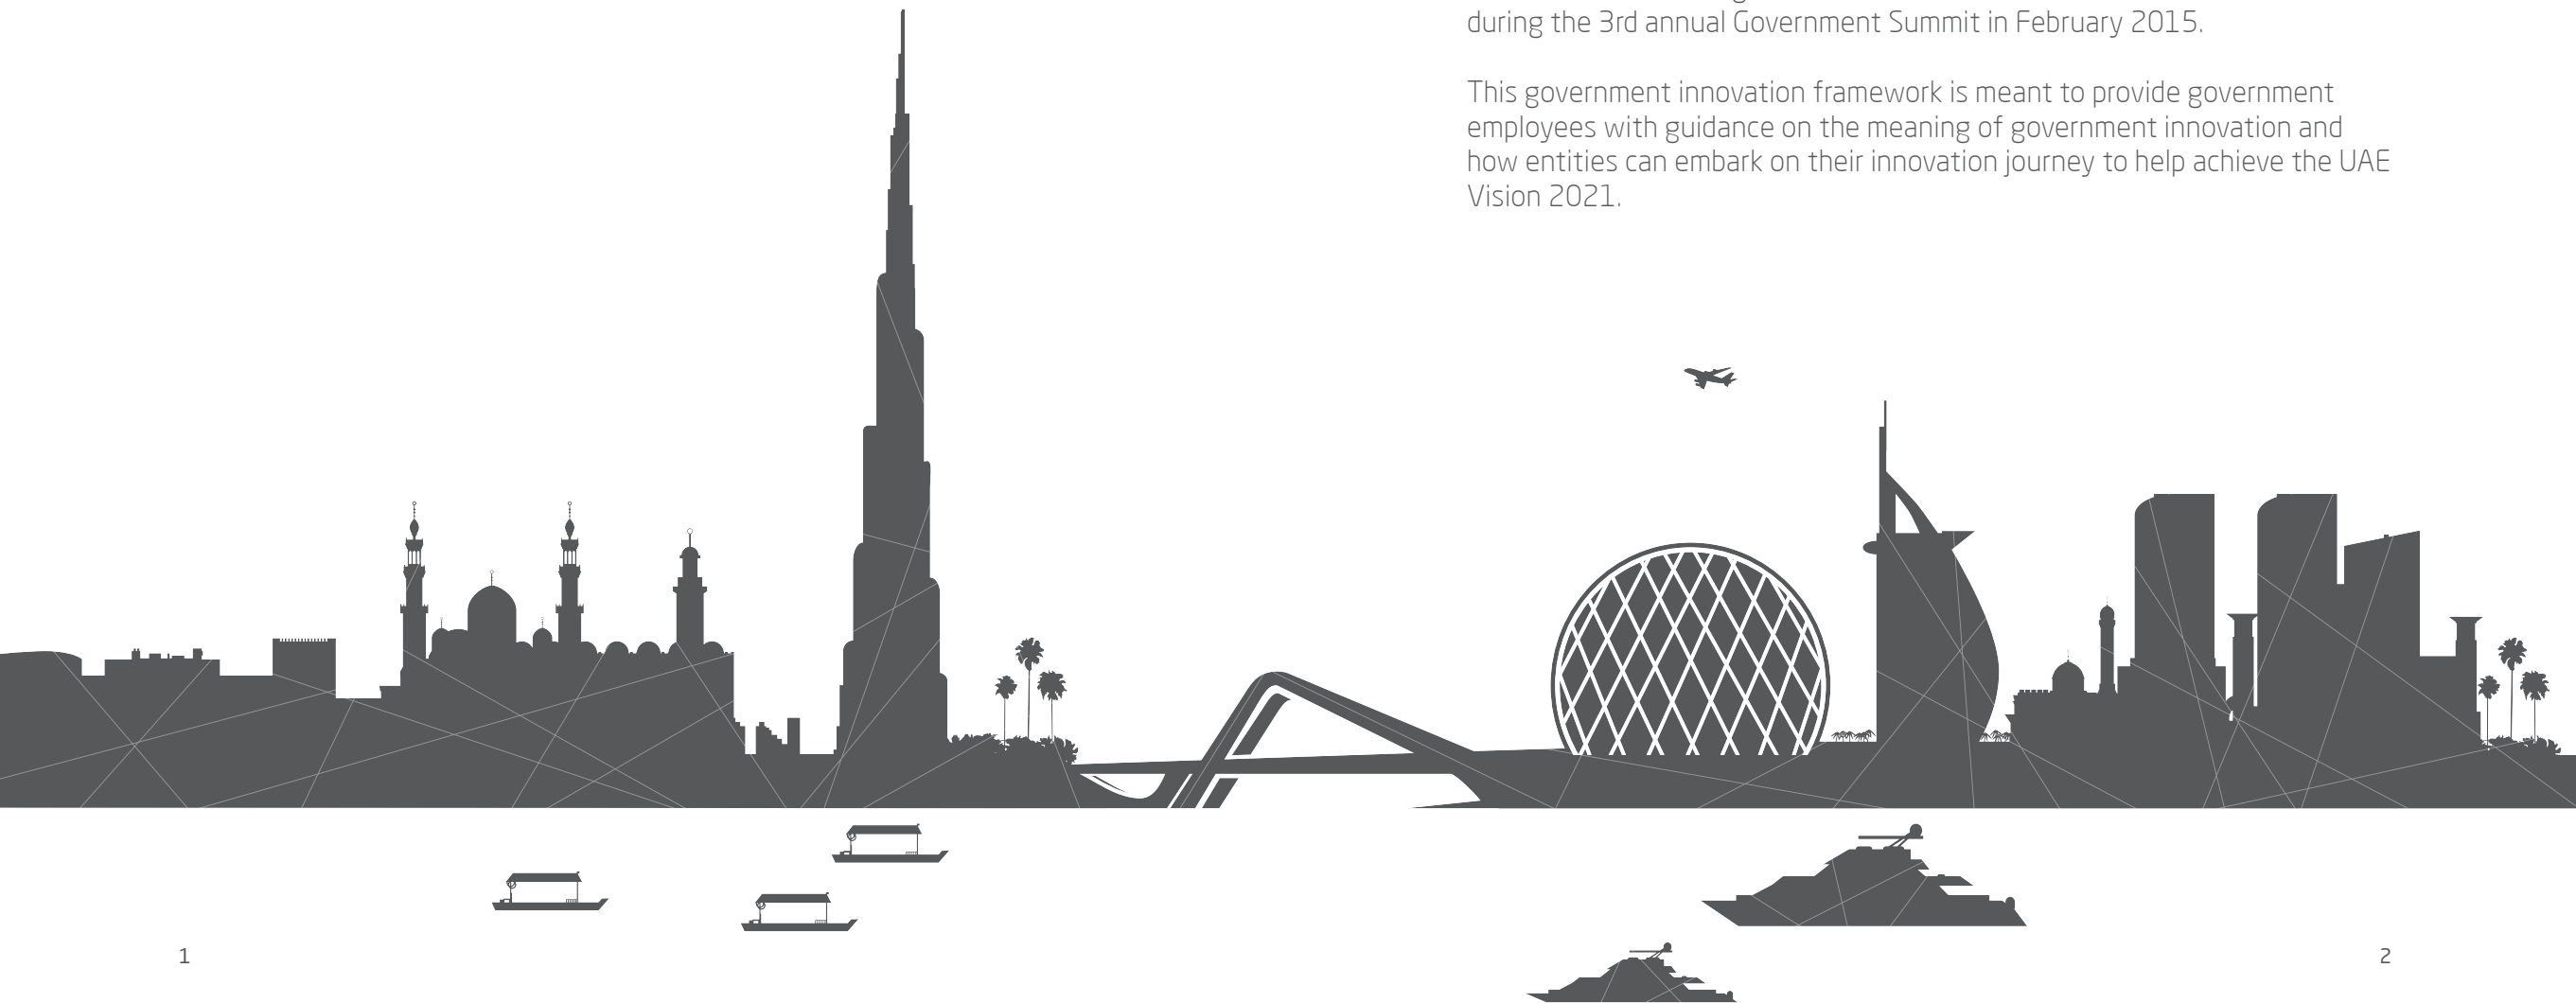 during the 3rd annual Government Summit in February 2015.
This government innovation framework is meant to provide government
employees with guidance on the meaning of government innovation and
how entities can embark on their innovation journey to help achieve the UAE
Vision 2021.
1
2